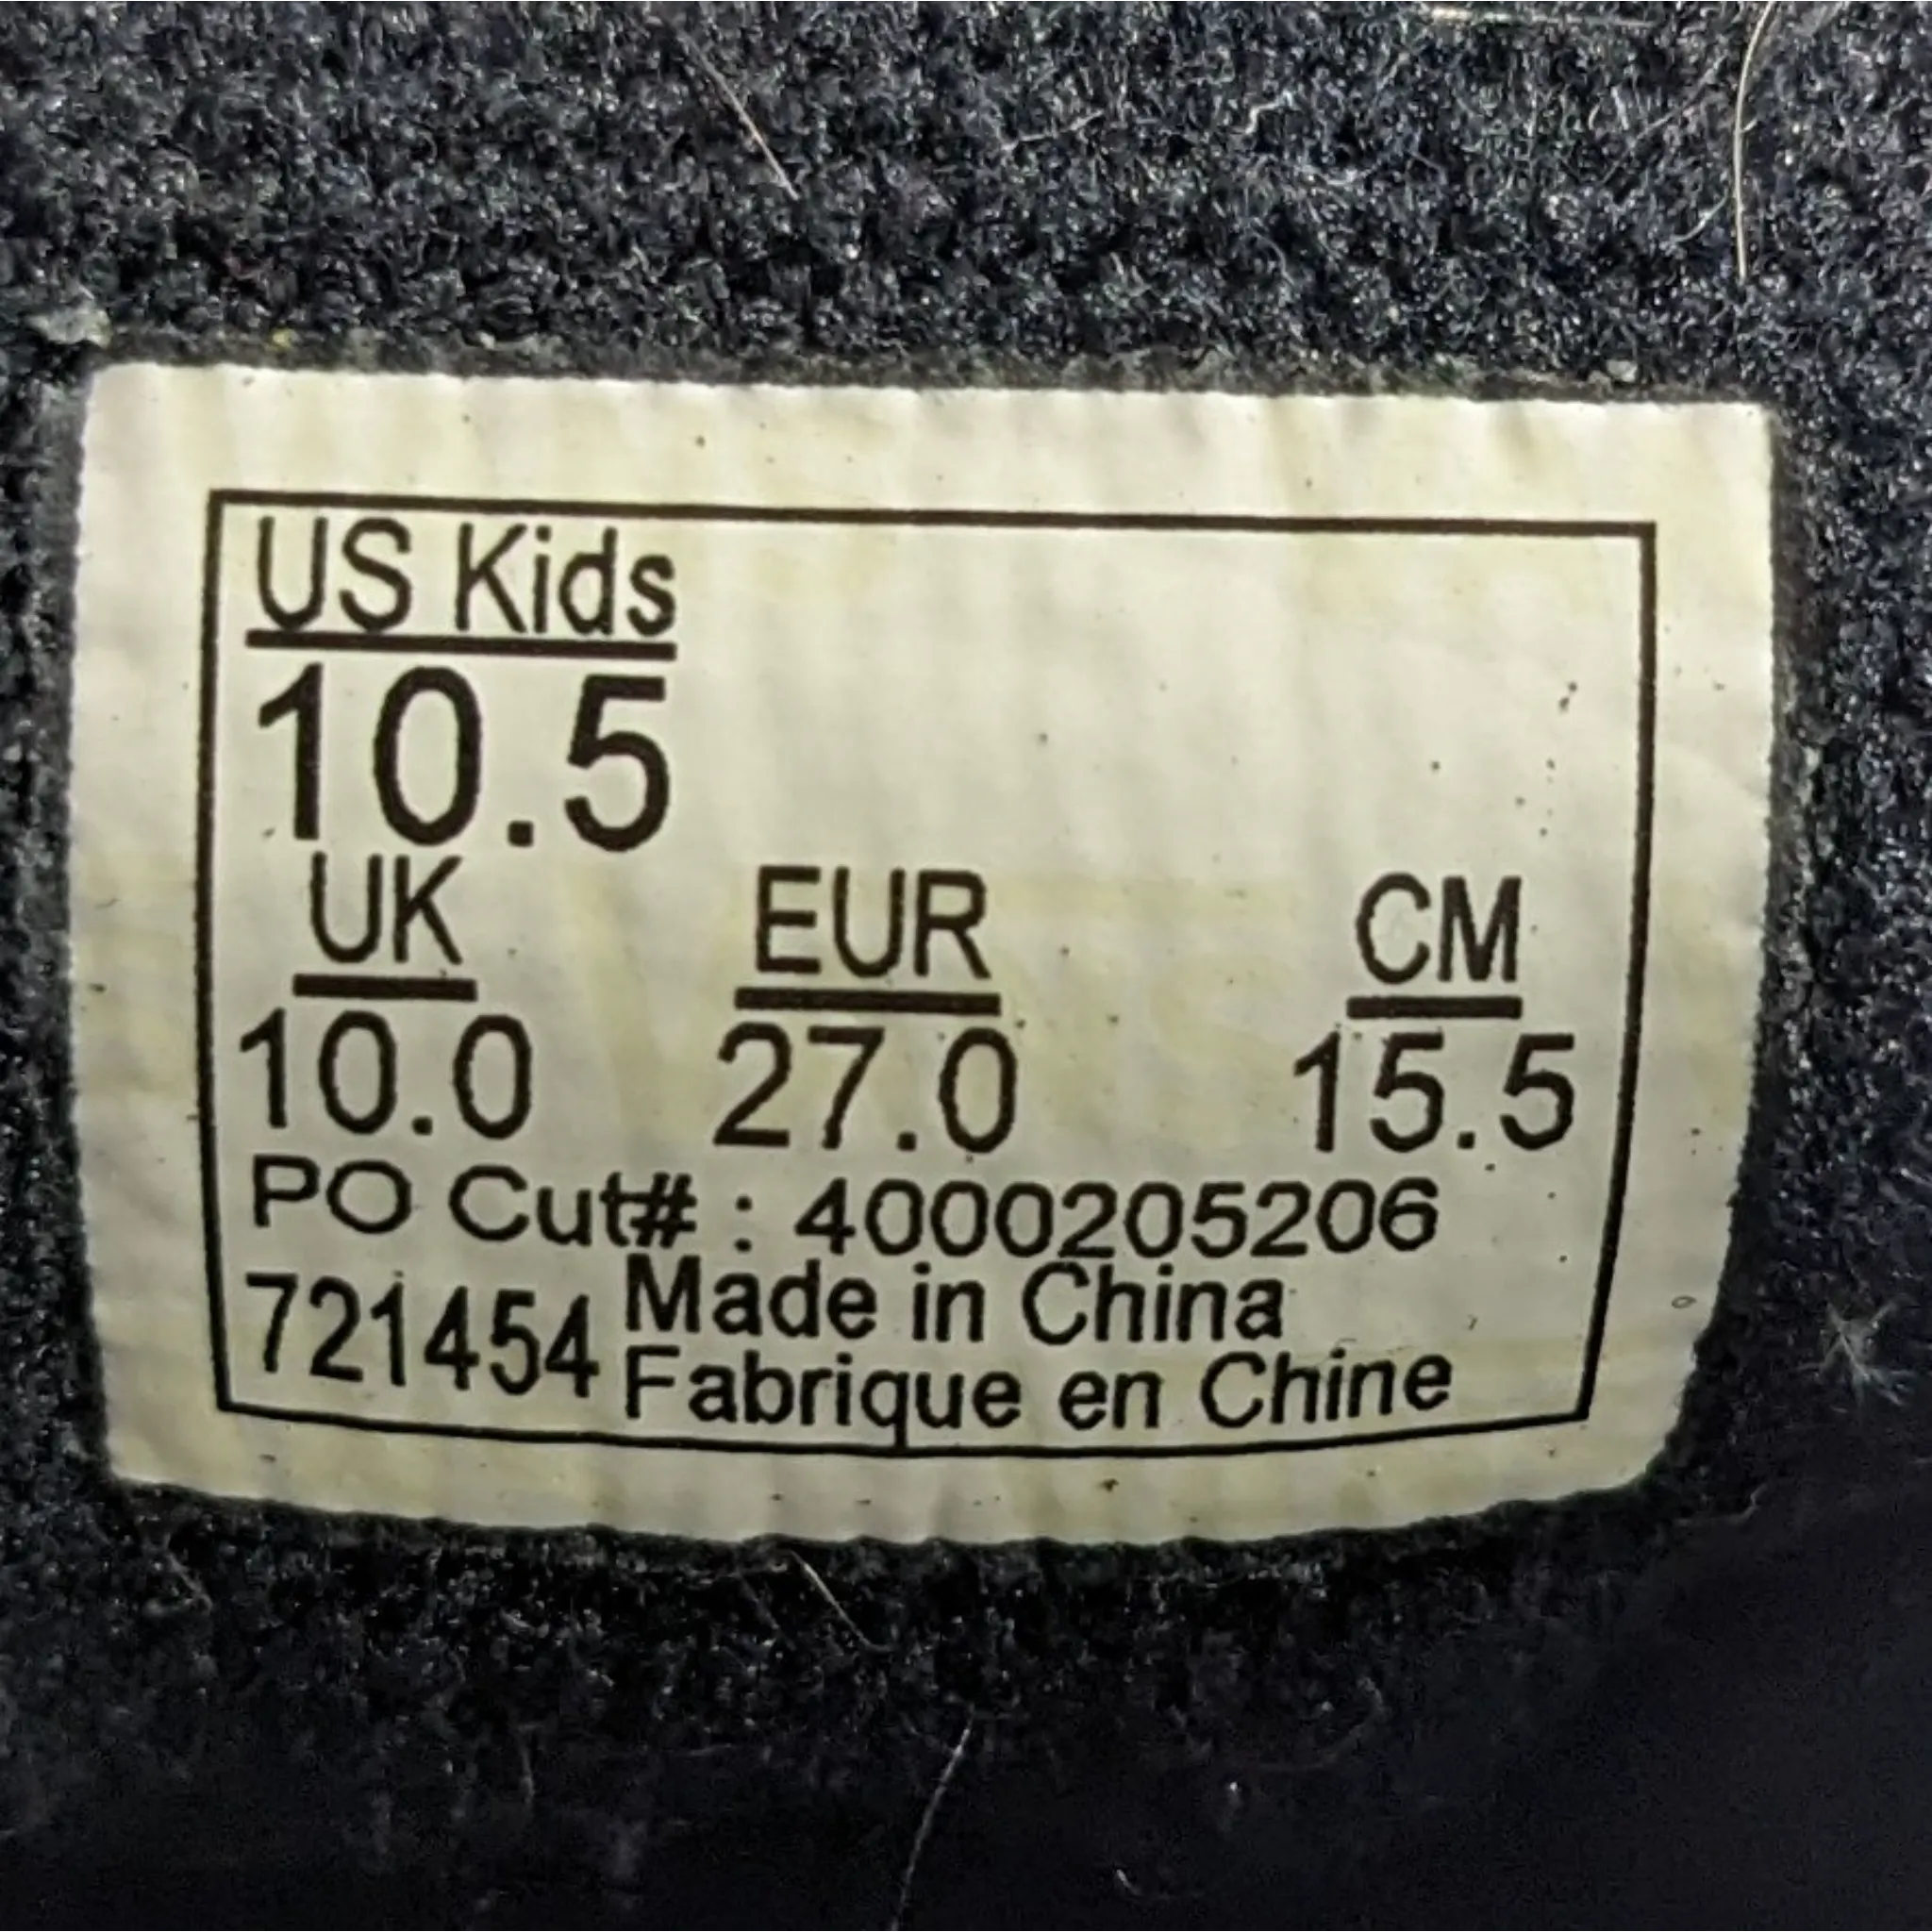 US Kids
10.5
UK EUR CM
10.0 27.0 15.5
PO Cut# : 4000205206
721454 Made in China
Fabrique en Chine